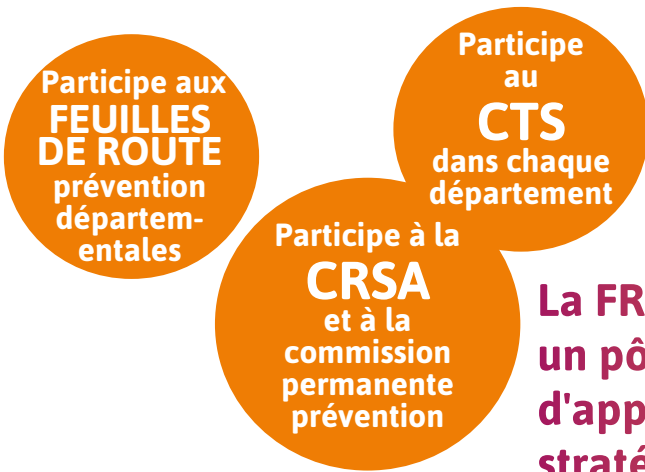 Participe aux
FEUILLES
DE ROUTE
prévention
départem-
entales
Participe
au
CTS
dans chaque
département
Participe à la
CRSA
et à la
commission
permanente
prévention
La FR
un pô
d'app
straté